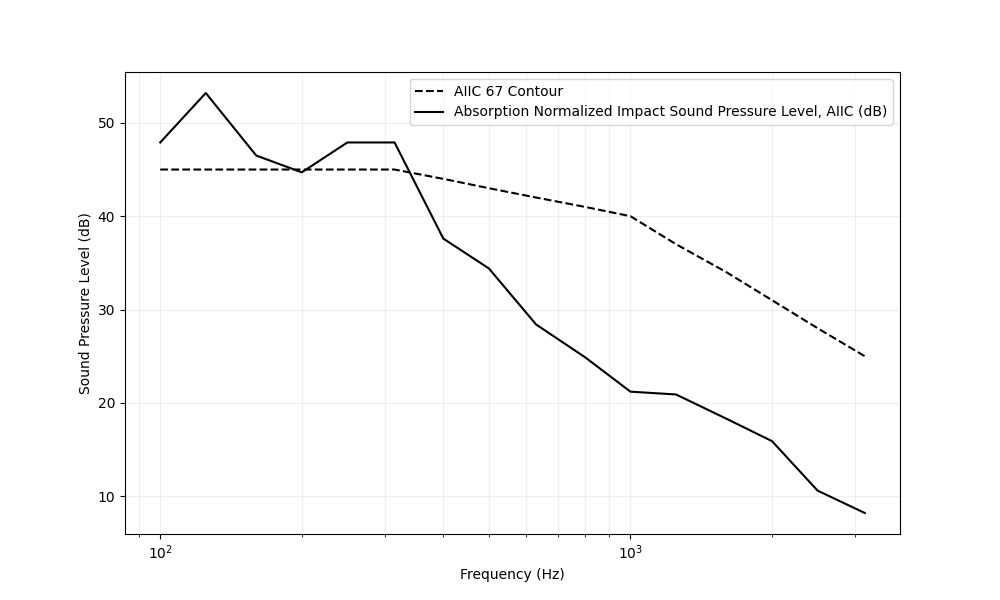 AIIC 67 Contour
Absorption Normalized Impact Sound Pressure Level, AIIC (dB)
Sound Pressure Level (dB)
50
40
30
20
10
10²
10³
Frequency (Hz)